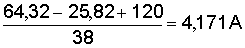 64,32 − 25,82 + 120
38
= 4,171 A